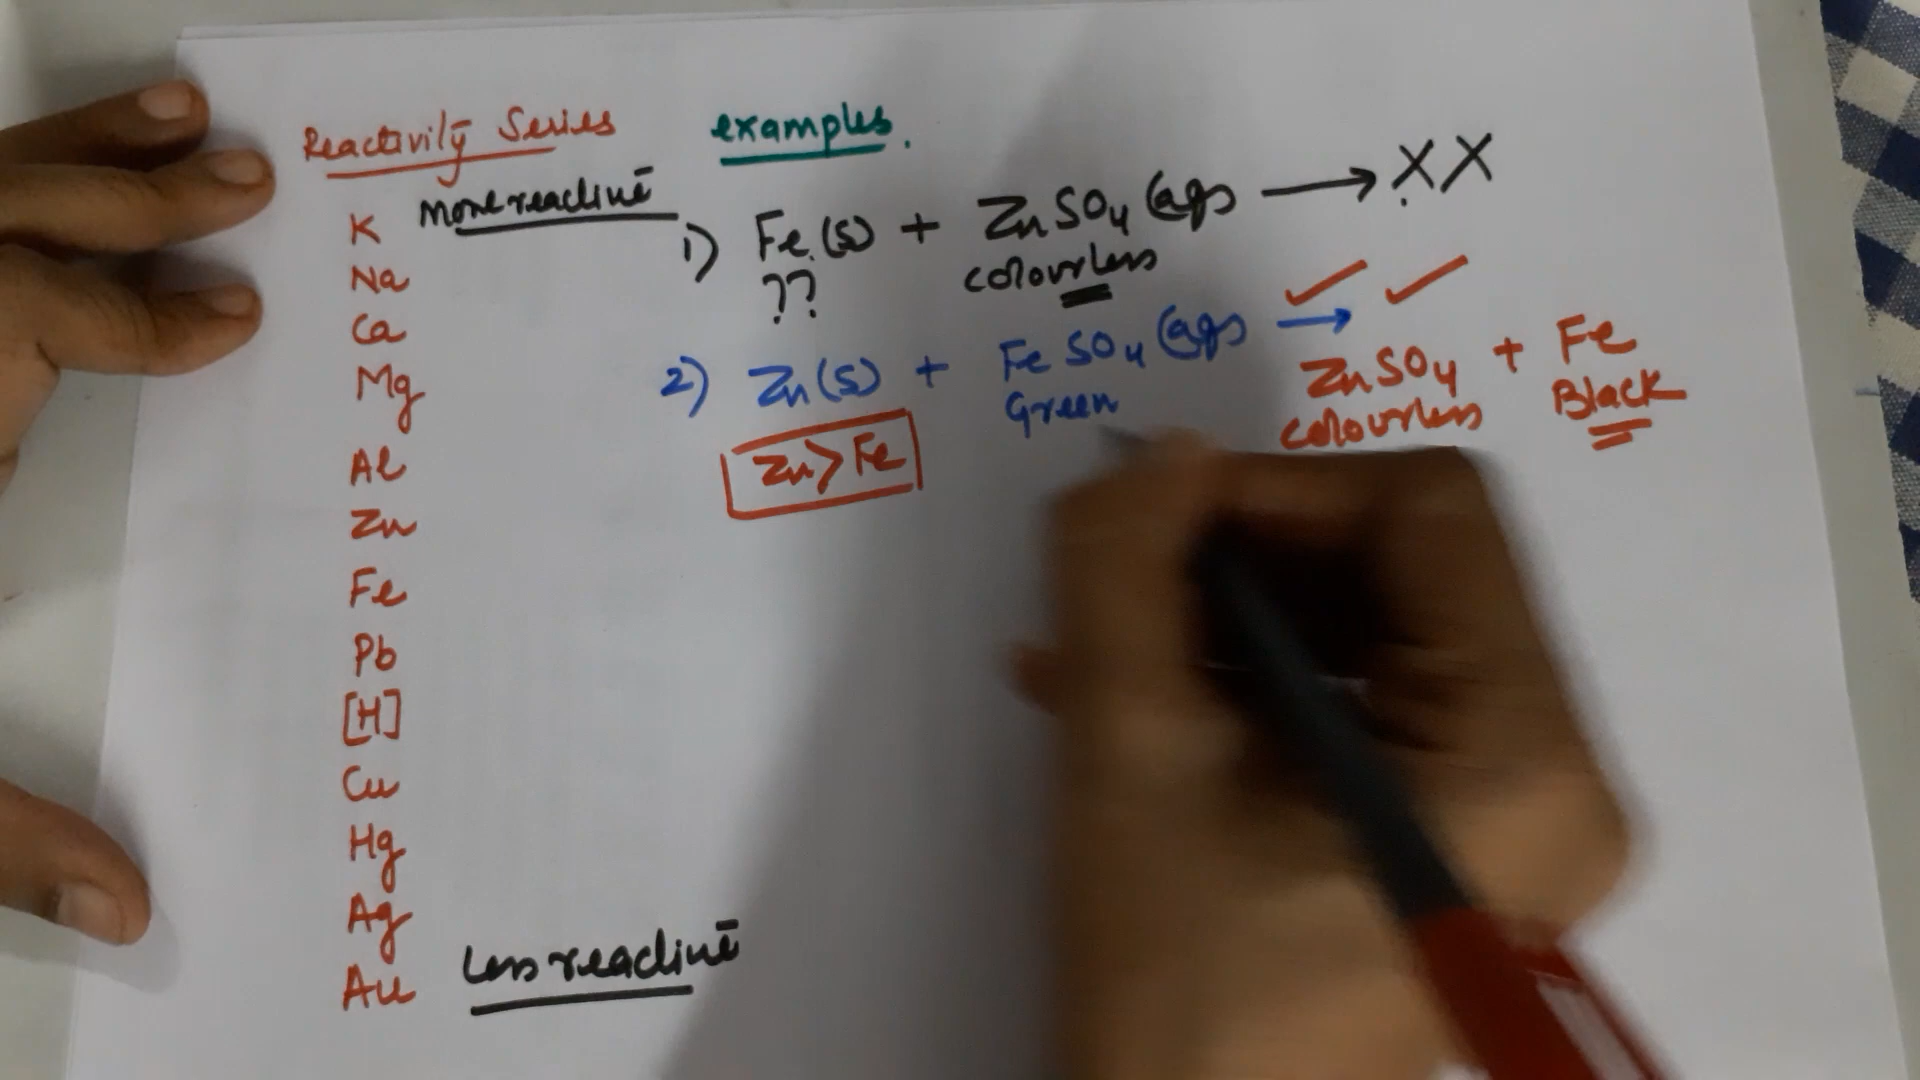 Reactivity Series
More reactive
K
Na
Ca
Mg
Al
Zn
Fe
Pb
[H]
Cu
Hg
Ag
Au
Less reactive
examples.
1) Fe(s) + ZnSO4 (aq) → XX
?? colourless
2) Zn(s) + FeSO4 (aq) → ✓ ✓
Green
ZnSO4 + Fe
colourless Black
Zn > Fe